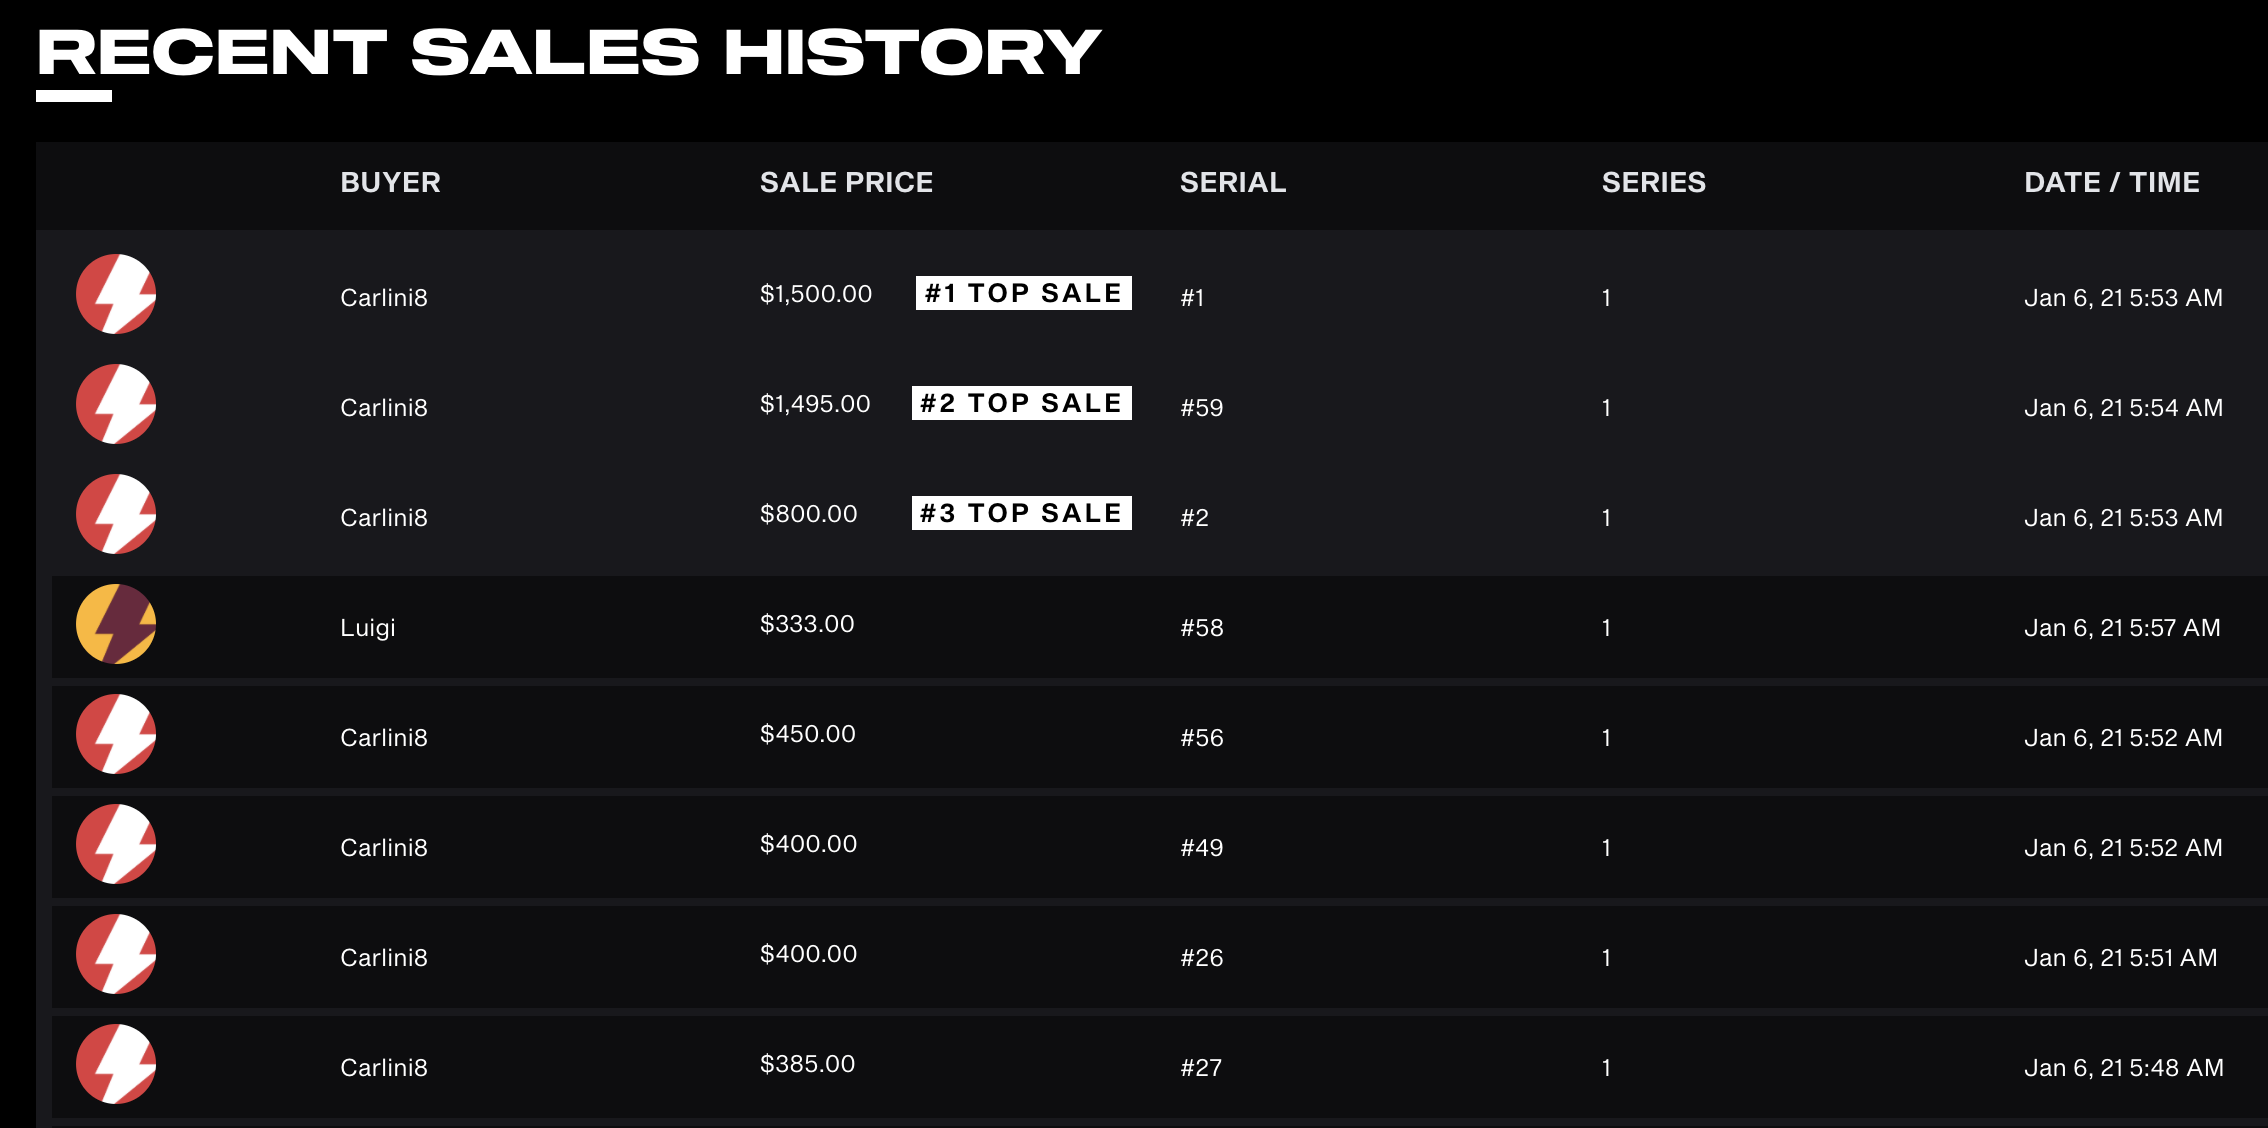 RECENT SALES HISTORY
BUYER SALE PRICE SERIAL SERIES DATE / TIME
Carlini8 $1,500.00 #1 TOP SALE #1 1 Jan 6, 21 5:53 AM
Carlini8 $1,495.00 #2 TOP SALE #59 1 Jan 6, 21 5:54 AM
Carlini8 $800.00 #3 TOP SALE #2 1 Jan 6, 21 5:53 AM
Luigi $333.00 #58 1 Jan 6, 21 5:57 AM
Carlini8 $450.00 #56 1 Jan 6, 21 5:52 AM
Carlini8 $400.00 #49 1 Jan 6, 21 5:52 AM
Carlini8 $400.00 #26 1 Jan 6, 21 5:51 AM
Carlini8 $385.00 #27 1 Jan 6, 21 5:48 AM